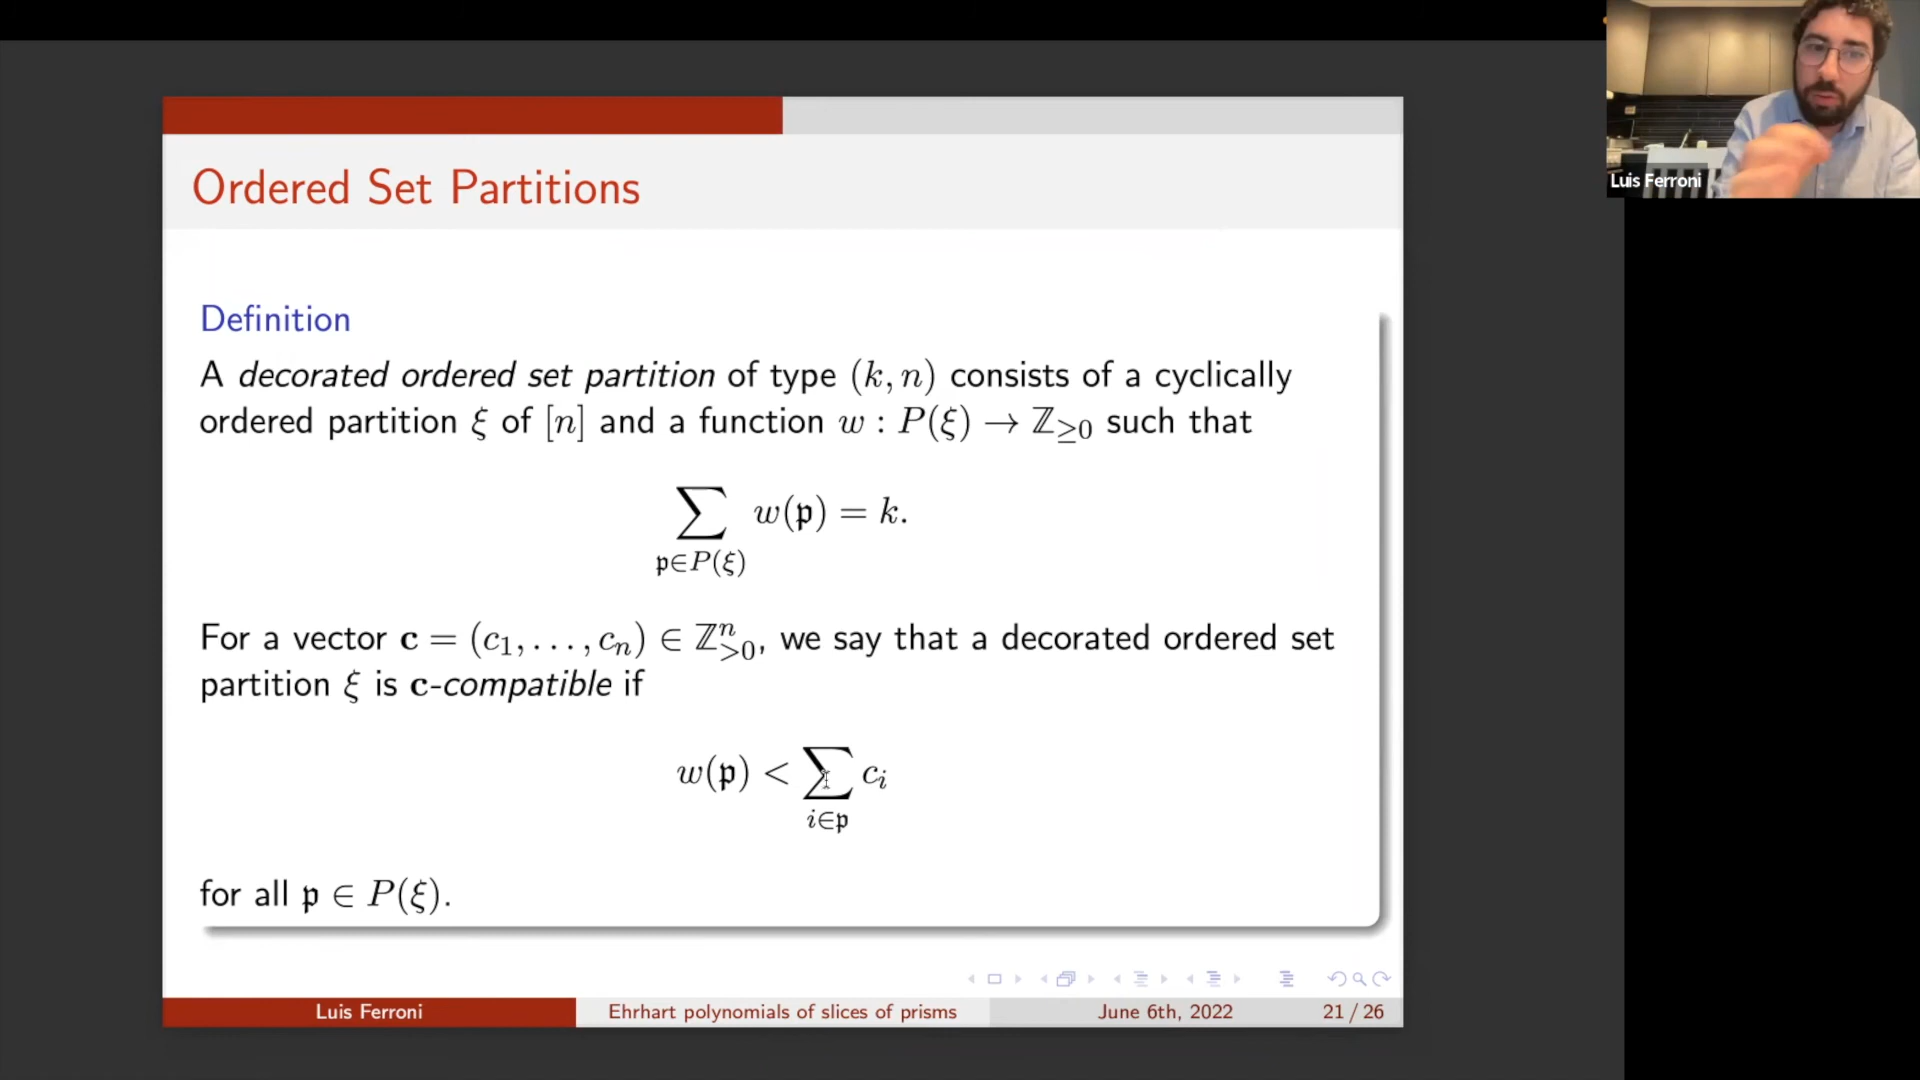 Luis Ferroni
Ordered Set Partitions
Definition
A decorated ordered set partition of type (k, n) consists of a cyclically
ordered partition ξ of [n] and a function w : P(ξ) → ℤ≥0 such that
∑ w(𝔭) = k.
𝔭∈P(ξ)
For a vector c = (c₁, . . . , cₙ) ∈ ℤⁿ>0, we say that a decorated ordered set
partition ξ is c-compatible if
w(𝔭) < ∑ cᵢ
i∈𝔭
for all 𝔭 ∈ P(ξ).
Luis Ferroni
Ehrhart polynomials of slices of prisms
June 6th, 2022
21 / 26